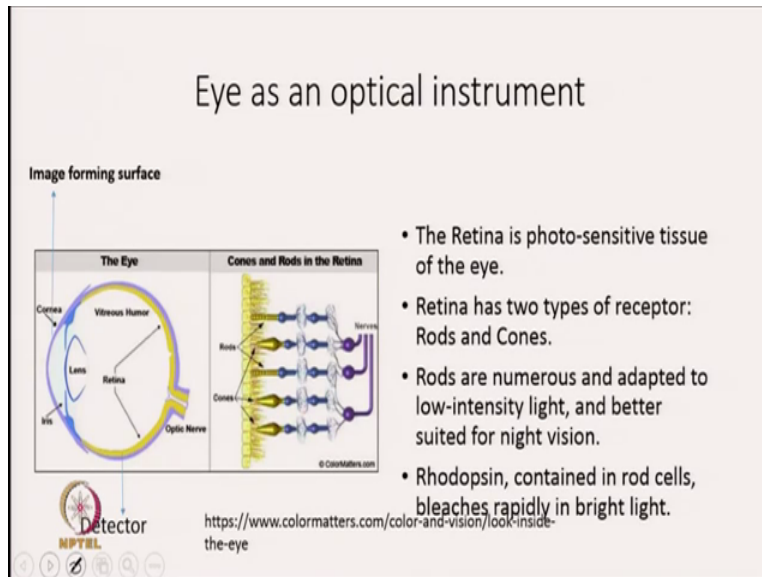 Eye as an optical instrument
Image forming surface
The Eye
Cones and Rods in the Retina
Cornea
Vitreous Humor
Lens
Retina
Iris
Optic Nerve
Rods
Cones
Nerves
© ColorMatters.com
Detector
NPTEL
https://www.colormatters.com/color-and-vision/look-inside-
the-eye
• The Retina is photo-sensitive tissue
of the eye.
• Retina has two types of receptor:
Rods and Cones.
• Rods are numerous and adapted to
low-intensity light, and better
suited for night vision.
• Rhodopsin, contained in rod cells,
bleaches rapidly in bright light.